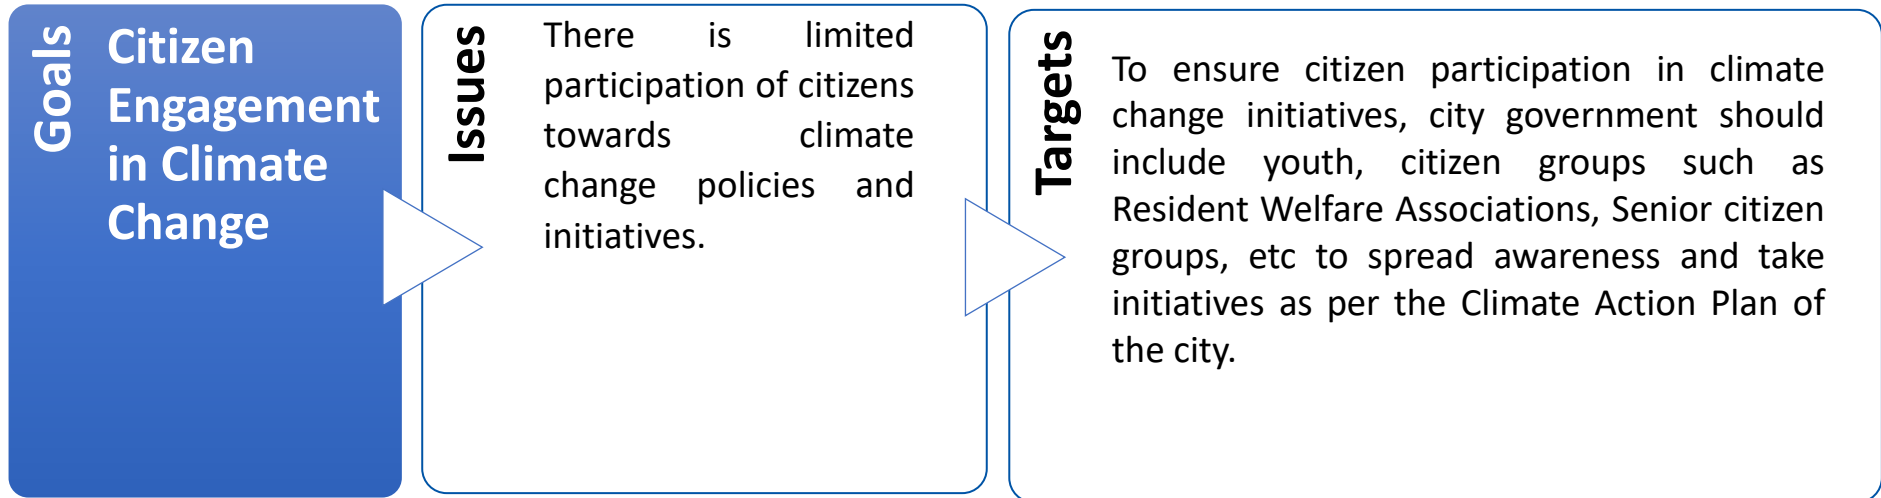 Goals
Citizen
Engagement
in Climate
Change
Issues
There is limited
participation of citizens
towards climate
change policies and
initiatives.
Targets
To ensure citizen participation in climate
change initiatives, city government should
include youth, citizen groups such as
Resident Welfare Associations, Senior citizen
groups, etc to spread awareness and take
initiatives as per the Climate Action Plan of
the city.